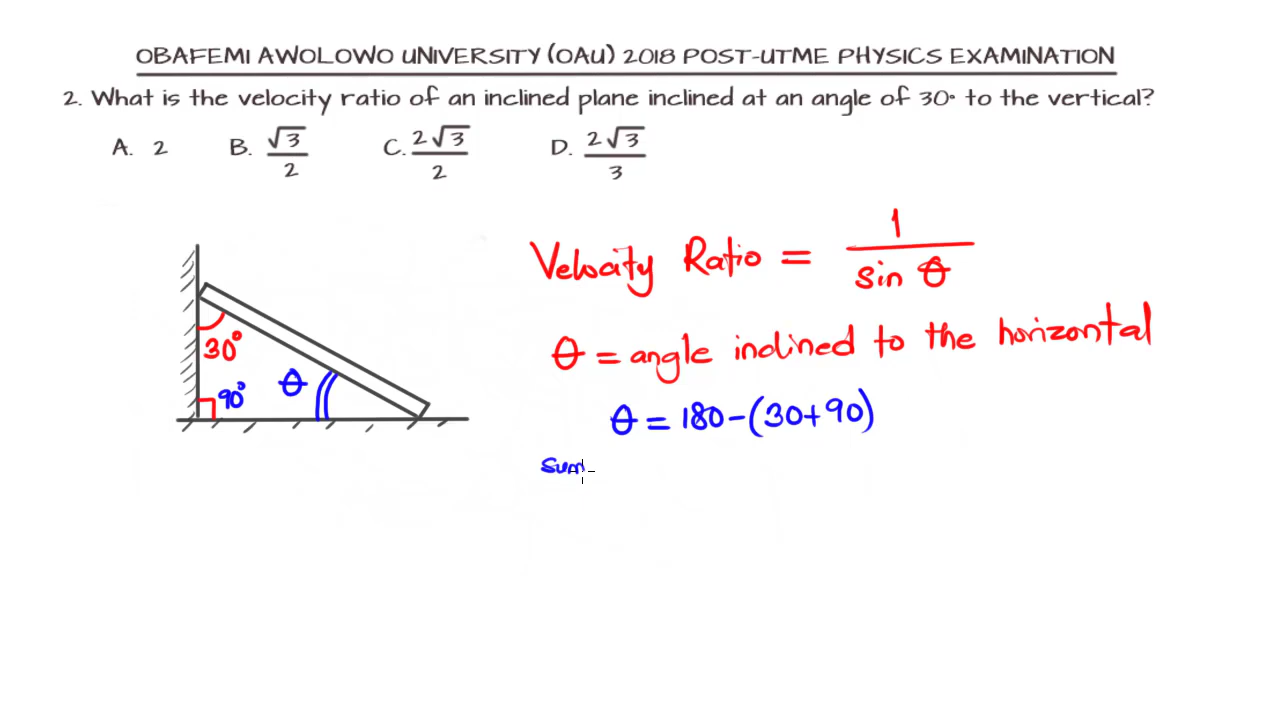 OBAFEMI AWOLOWO UNIVERSITY (OAU) 2018 POST-UTME PHYSICS EXAMINATION
2. What is the velocity ratio of an inclined plane inclined at an angle of 30° to the vertical?
A. 2 B. √3/2 C. 2√3/2 D. 2√3/3
Velocity Ratio = 1/sin θ
θ = angle inclined to the horizontal
30°
90° θ
θ = 180-(30+90)
sum